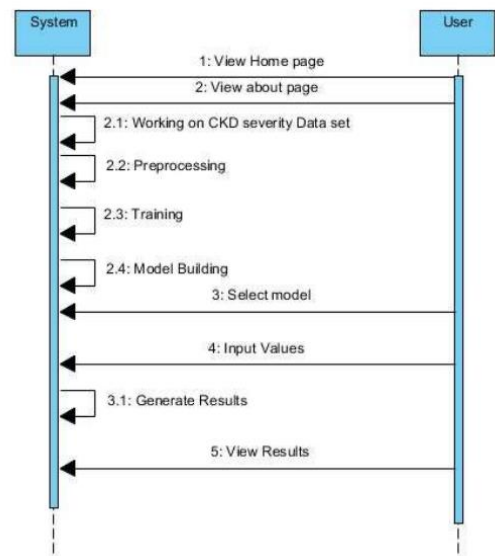 System
User
1: View Home page
2: View about page
2.1: Working on CKD severity Data set
2.2: Preprocessing
2.3: Training
2.4: Model Building
3: Select model
4: Input Values
3.1: Generate Results
5: View Results